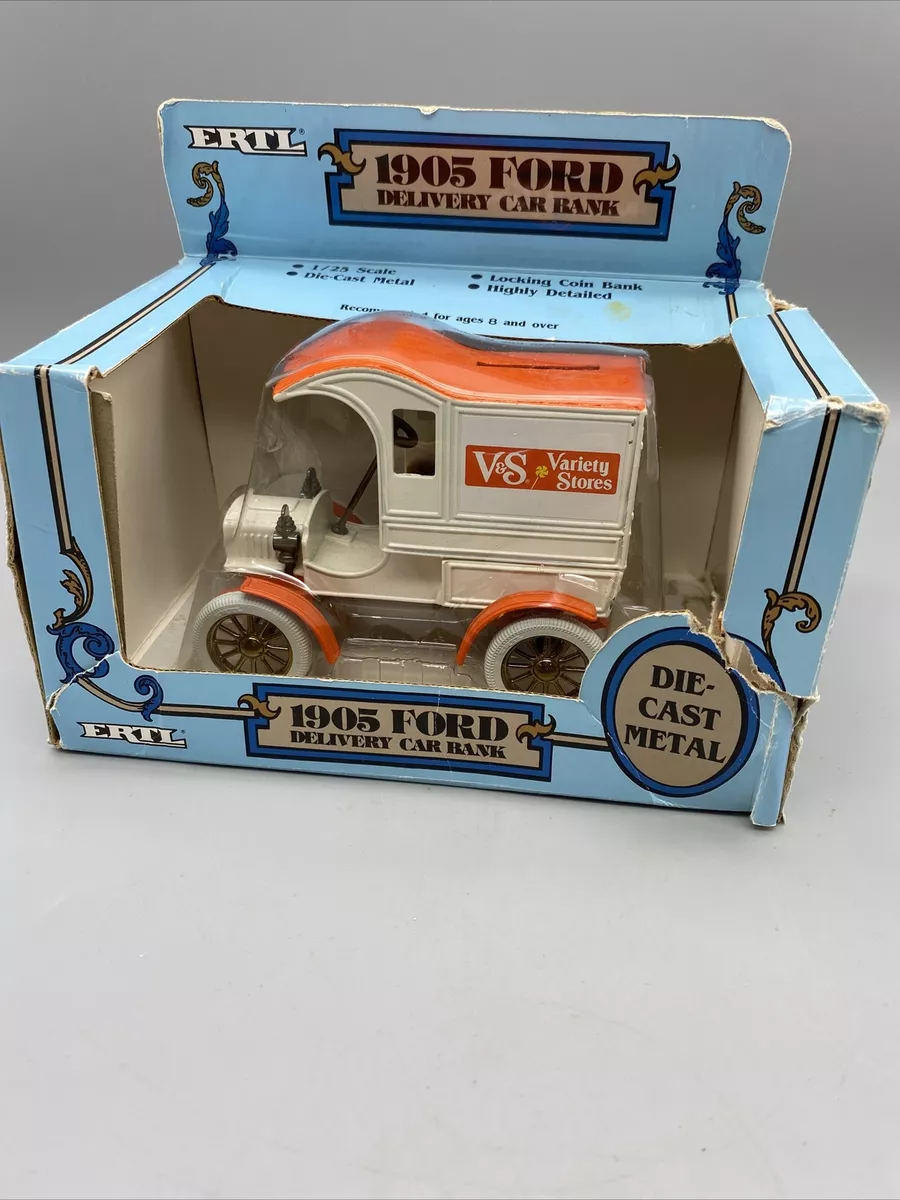 ERTL®
1905 FORD
DELIVERY CAR BANK
• 1/25 Scale
• Die-Cast Metal
• Locking Coin Bank
• Highly Detailed
for ages 8 and over
V&S® Variety
Stores
ERTL
1905 FORD
DELIVERY CAR BANK
DIE-
CAST
METAL